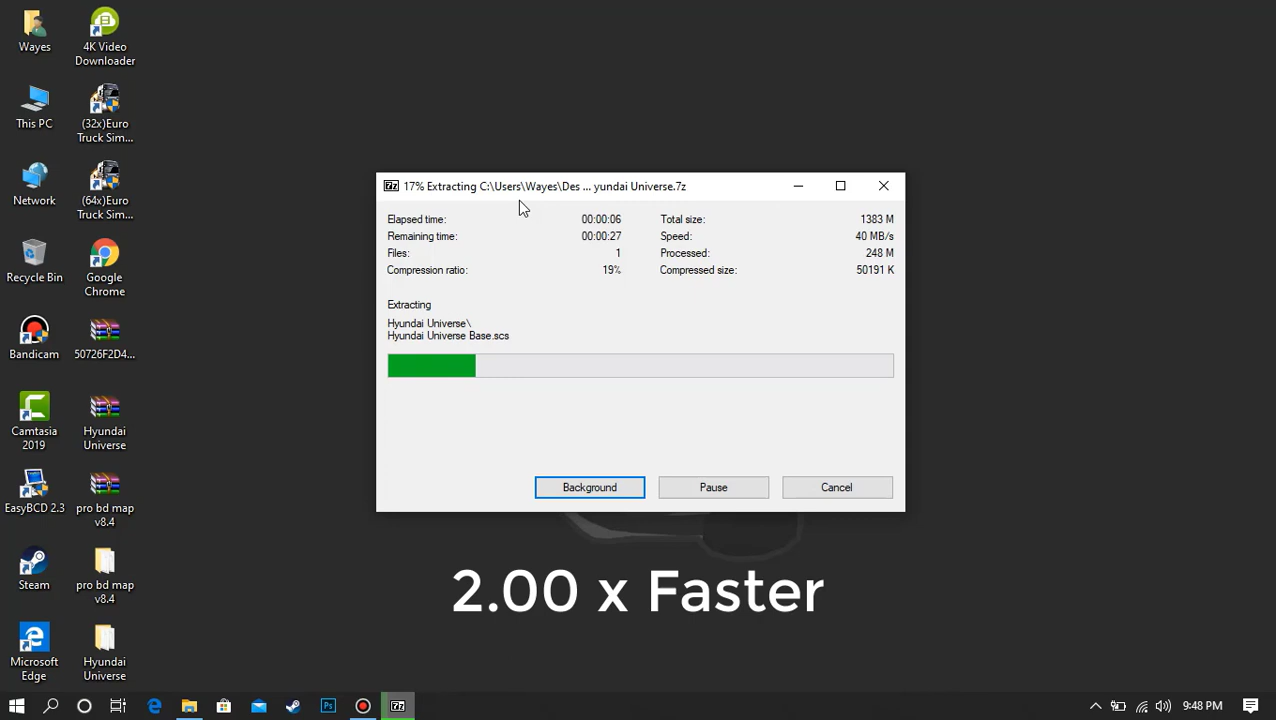 Wayes
4K Video
Downloader
This PC
(32x)Euro
Truck Sim...
Network
(64x)Euro
Truck Sim...
Recycle Bin
Google
Chrome
Bandicam
50726F2D4...
Camtasia
2019
Hyundai
Universe
EasyBCD 2.3
pro bd map
v8.4
Steam
pro bd map
v8.4
Microsoft
Edge
Hyundai
Universe
7z 17% Extracting C:\Users\Wayes\Des ... yundai Universe.7z
Elapsed time: 00:00:06 Total size: 1383 M
Remaining time: 00:00:27 Speed: 40 MB/s
Files: 1 Processed: 248 M
Compression ratio: 19% Compressed size: 50191 K
Extracting
Hyundai Universe\
Hyundai Universe Base.scs
Background Pause Cancel
2.00 x Faster
Ps 7z 9:48 PM